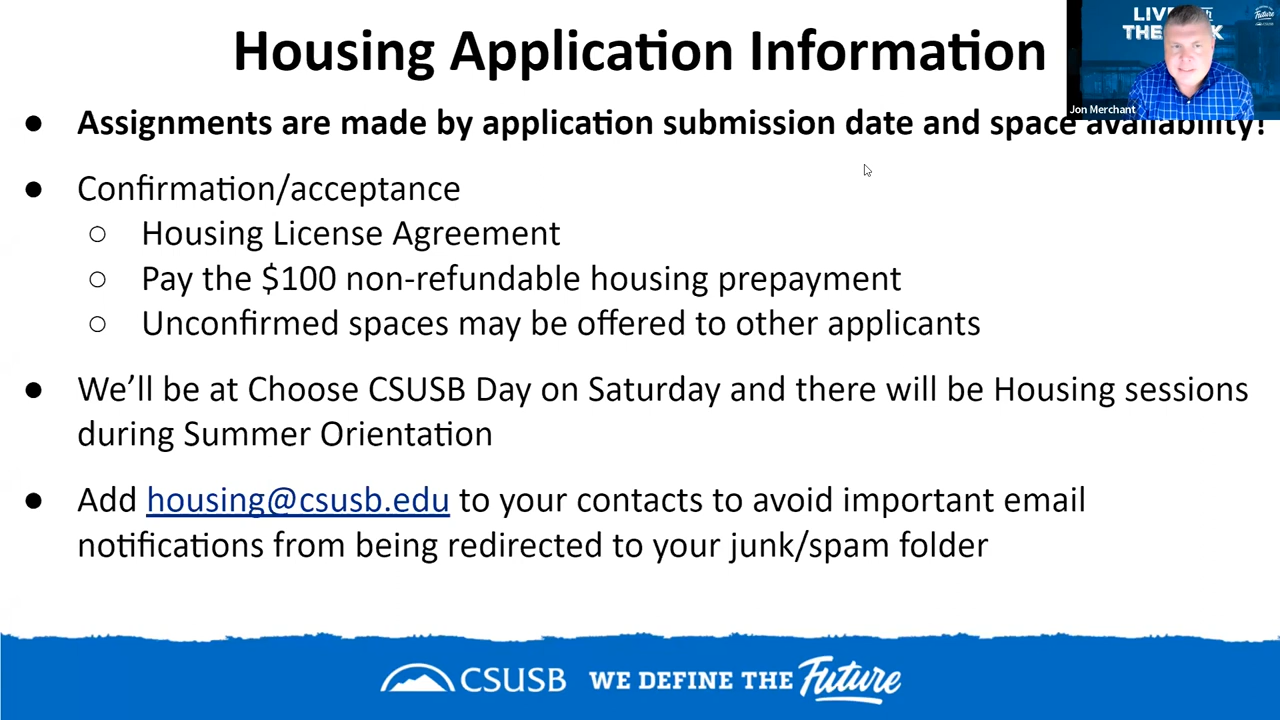 Housing Application Information
● Assignments are made by application submission date and space availability!
● Confirmation/acceptance
○ Housing License Agreement
○ Pay the $100 non-refundable housing prepayment
○ Unconfirmed spaces may be offered to other applicants
● We’ll be at Choose CSUSB Day on Saturday and there will be Housing sessions
during Summer Orientation
● Add housing@csusb.edu to your contacts to avoid important email
notifications from being redirected to your junk/spam folder
THE
Future
Jon Merchant
CSUSB WE DEFINE THE Future